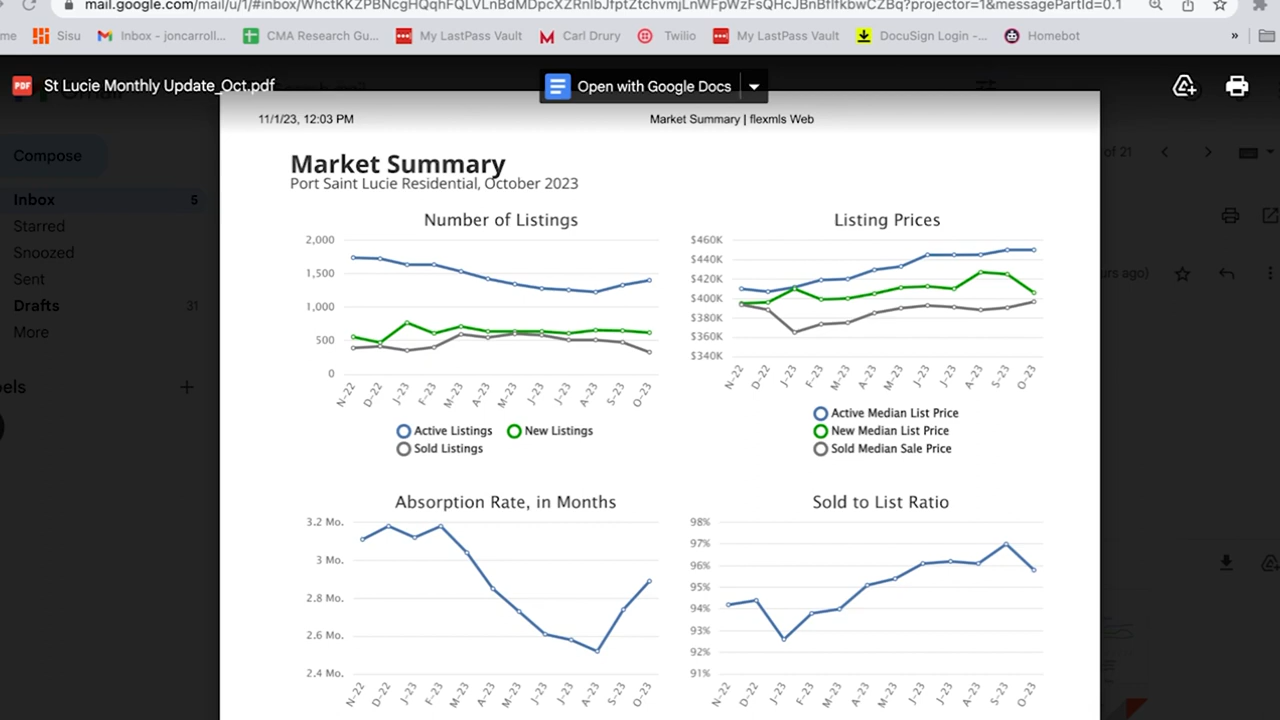 mail.google.com/mail/u/1/#inbox/WhctKKZPBNcgHQqhFQLVLnBdMDpcXZRnlbJfptZtchvmjLnWFpWzFsQHcJBnBfIfkbwCZBq?projector=1&messagePartId=0.1
me Sisu Inbox - joncarroll... CMA Research Gu... My LastPass Vault Carl Drury Twilio My LastPass Vault DocuSign Login -... Homebot »
PDF St Lucie Monthly Update_Oct.pdf Open with Google Docs
11/1/23, 12:03 PM Market Summary | flexmls Web
Compose
of 21
Inbox 5
Starred
Snoozed
Sent
Drafts 31
More
els +
urs ago)
Market Summary
Port Saint Lucie Residential, October 2023
Number of Listings
2,000
1,500
1,000
500
0
N-22 D-22 J-23 F-23 M-23 A-23 M-23 J-23 J-23 A-23 S-23 O-23
Active Listings New Listings
Sold Listings
Listing Prices
$460K
$440K
$420K
$400K
$380K
$360K
$340K
N-22 D-22 J-23 F-23 M-23 A-23 M-23 J-23 J-23 A-23 S-23 O-23
Active Median List Price
New Median List Price
Sold Median Sale Price
Absorption Rate, in Months
3.2 Mo.
3 Mo.
2.8 Mo.
2.6 Mo.
2.4 Mo.
N-22 D-22 J-23 F-23 M-23 A-23 M-23 J-23 J-23 A-23 S-23 O-23
Sold to List Ratio
98%
97%
96%
95%
94%
93%
92%
91%
N-22 D-22 J-23 F-23 M-23 A-23 M-23 J-23 J-23 A-23 S-23 O-23